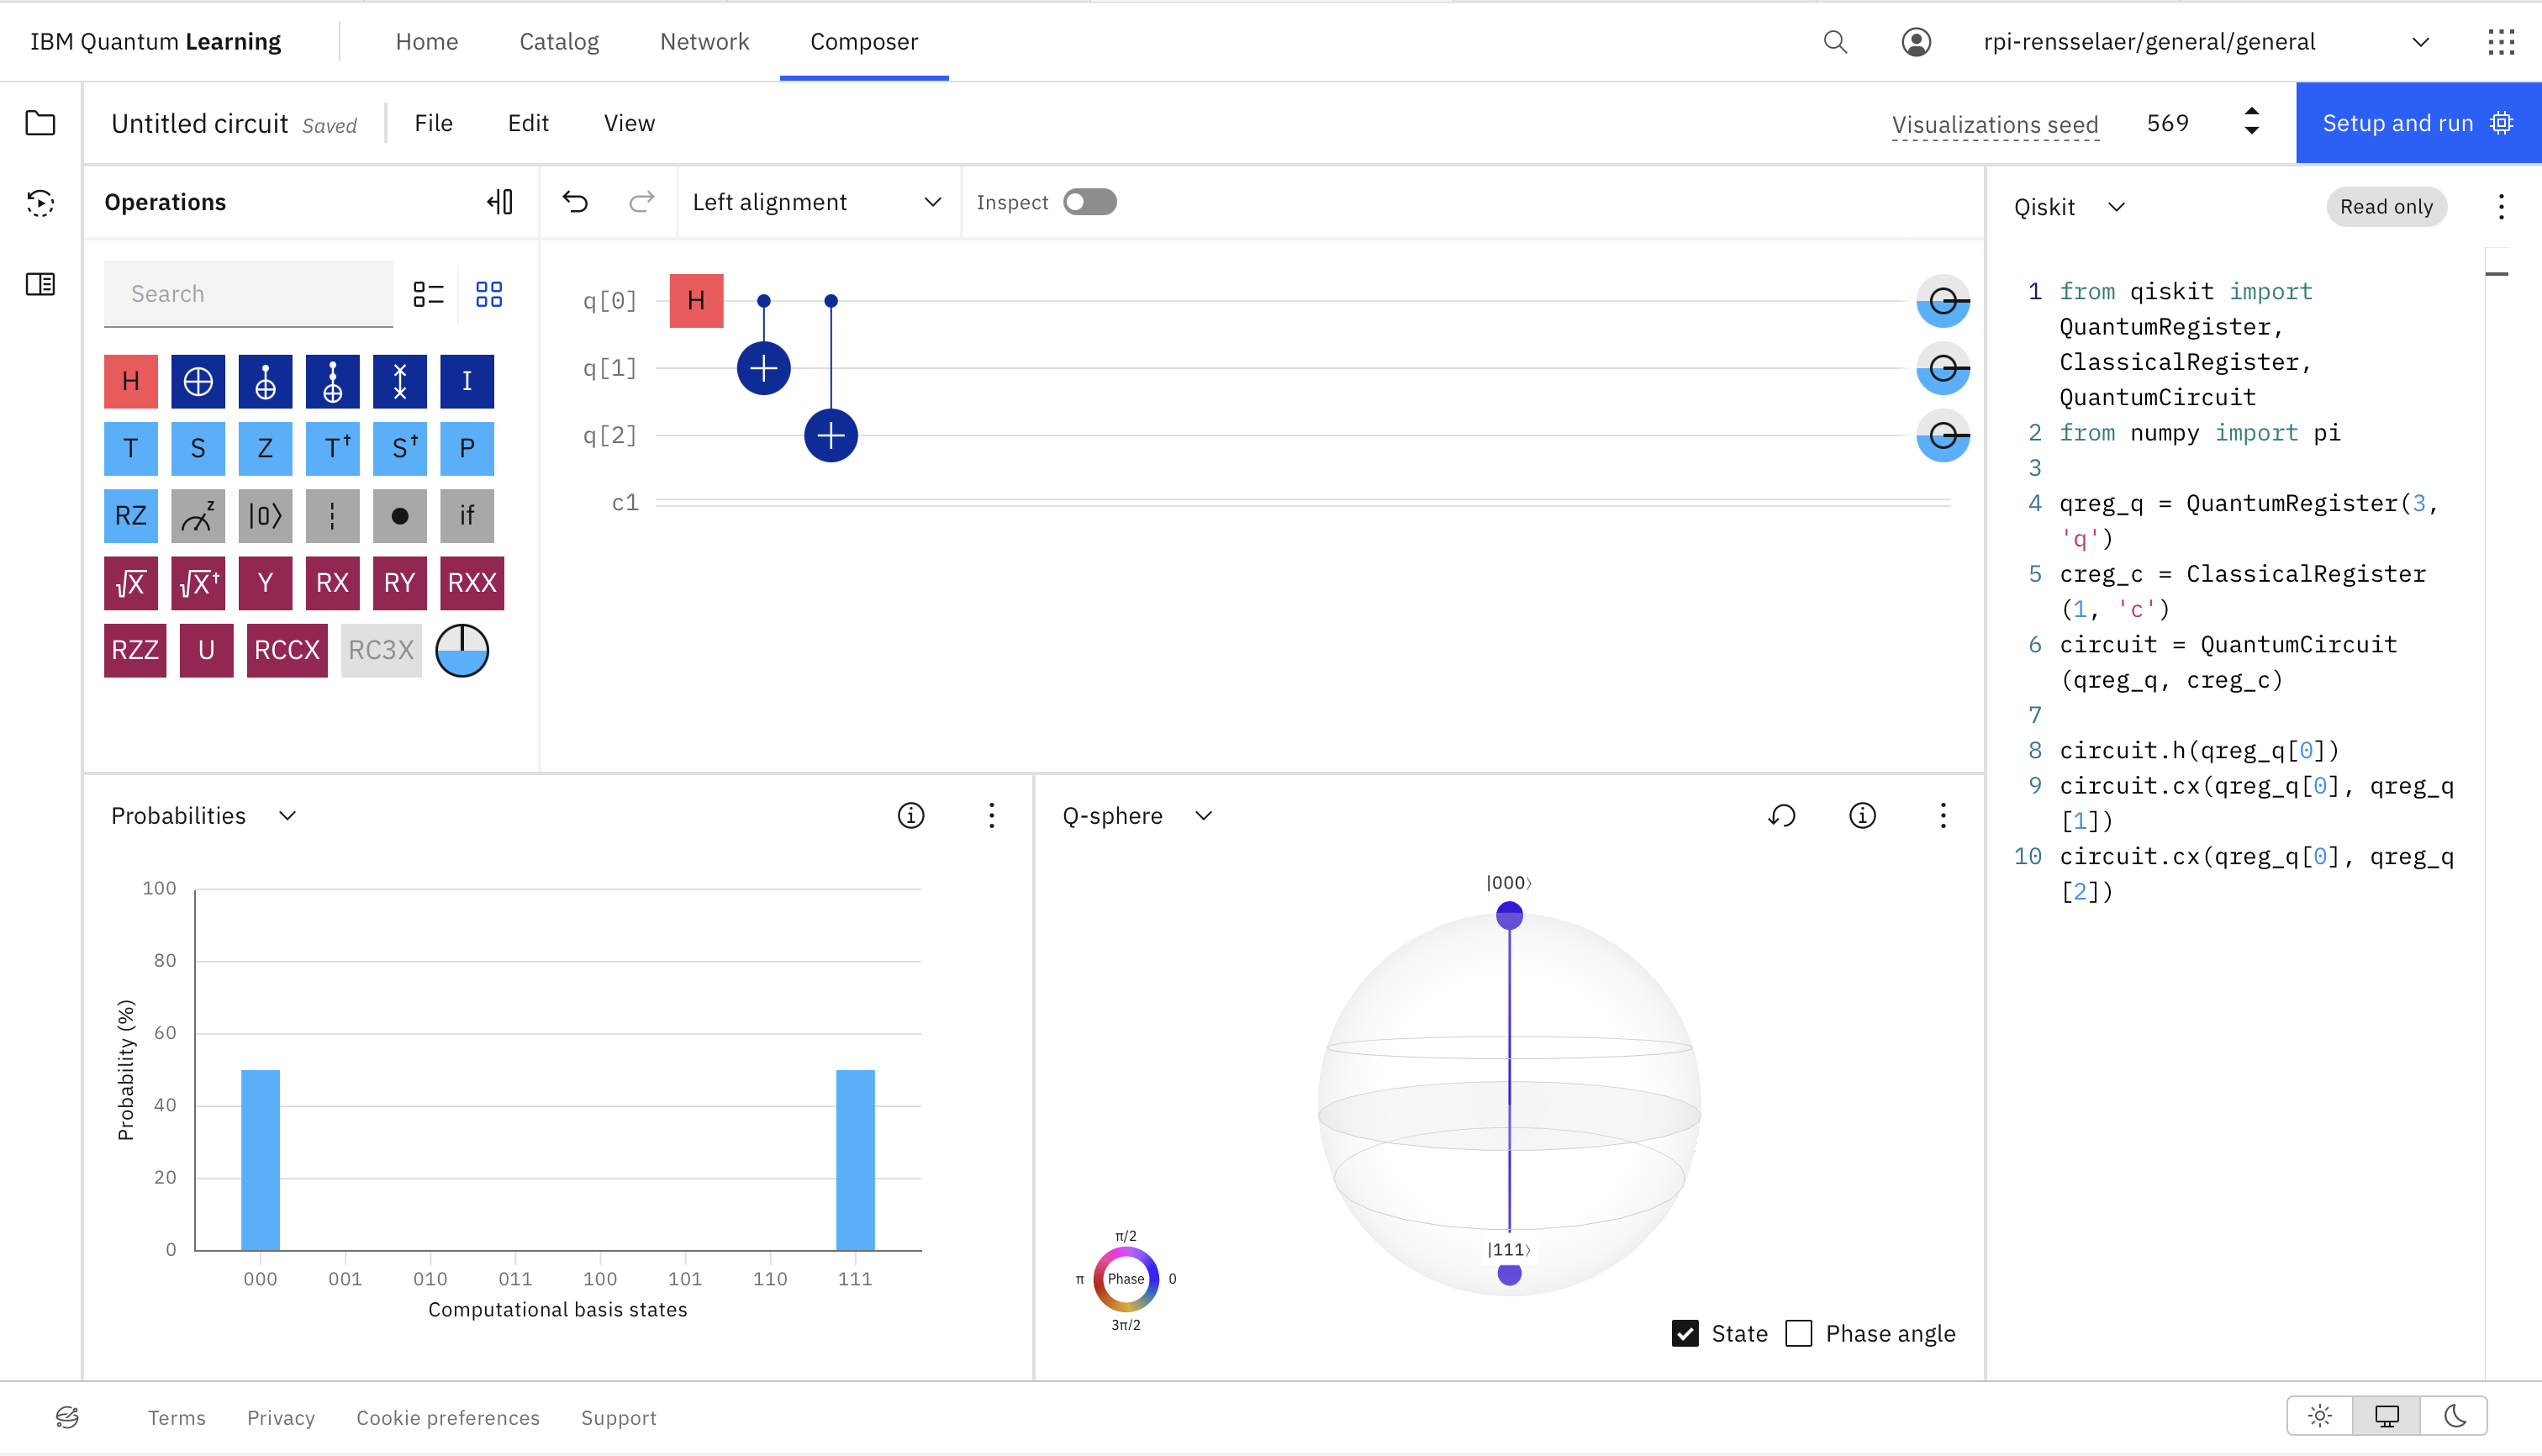 IBM Quantum Learning
Home
Catalog
Network
Composer
rpi-rensselaer/general/general
Untitled circuit
Saved
File
Edit
View
Visualizations seed
569
Setup and run
Operations
Left alignment
Inspect
Search
H
I
T S Z T† S† P
RZ z |0⟩ if
√X √X† Y RX RY RXX
RZZ U RCCX RC3X
q[0]
H
q[1]
q[2]
c1
Qiskit
Read only
1 from qiskit import
QuantumRegister,
ClassicalRegister,
QuantumCircuit
2 from numpy import pi
3
4 qreg_q = QuantumRegister(3,
'q')
5 creg_c = ClassicalRegister
(1, 'c')
6 circuit = QuantumCircuit
(qreg_q, creg_c)
7
8 circuit.h(qreg_q[0])
9 circuit.cx(qreg_q[0], qreg_q
[1])
10 circuit.cx(qreg_q[0], qreg_q
[2])
Probabilities
Probability (%)
100
80
60
40
20
0
000 001 010 011 100 101 110 111
Computational basis states
Q-sphere
|000⟩
|111⟩
π/2
π Phase 0
3π/2
State
Phase angle
Terms
Privacy
Cookie preferences
Support